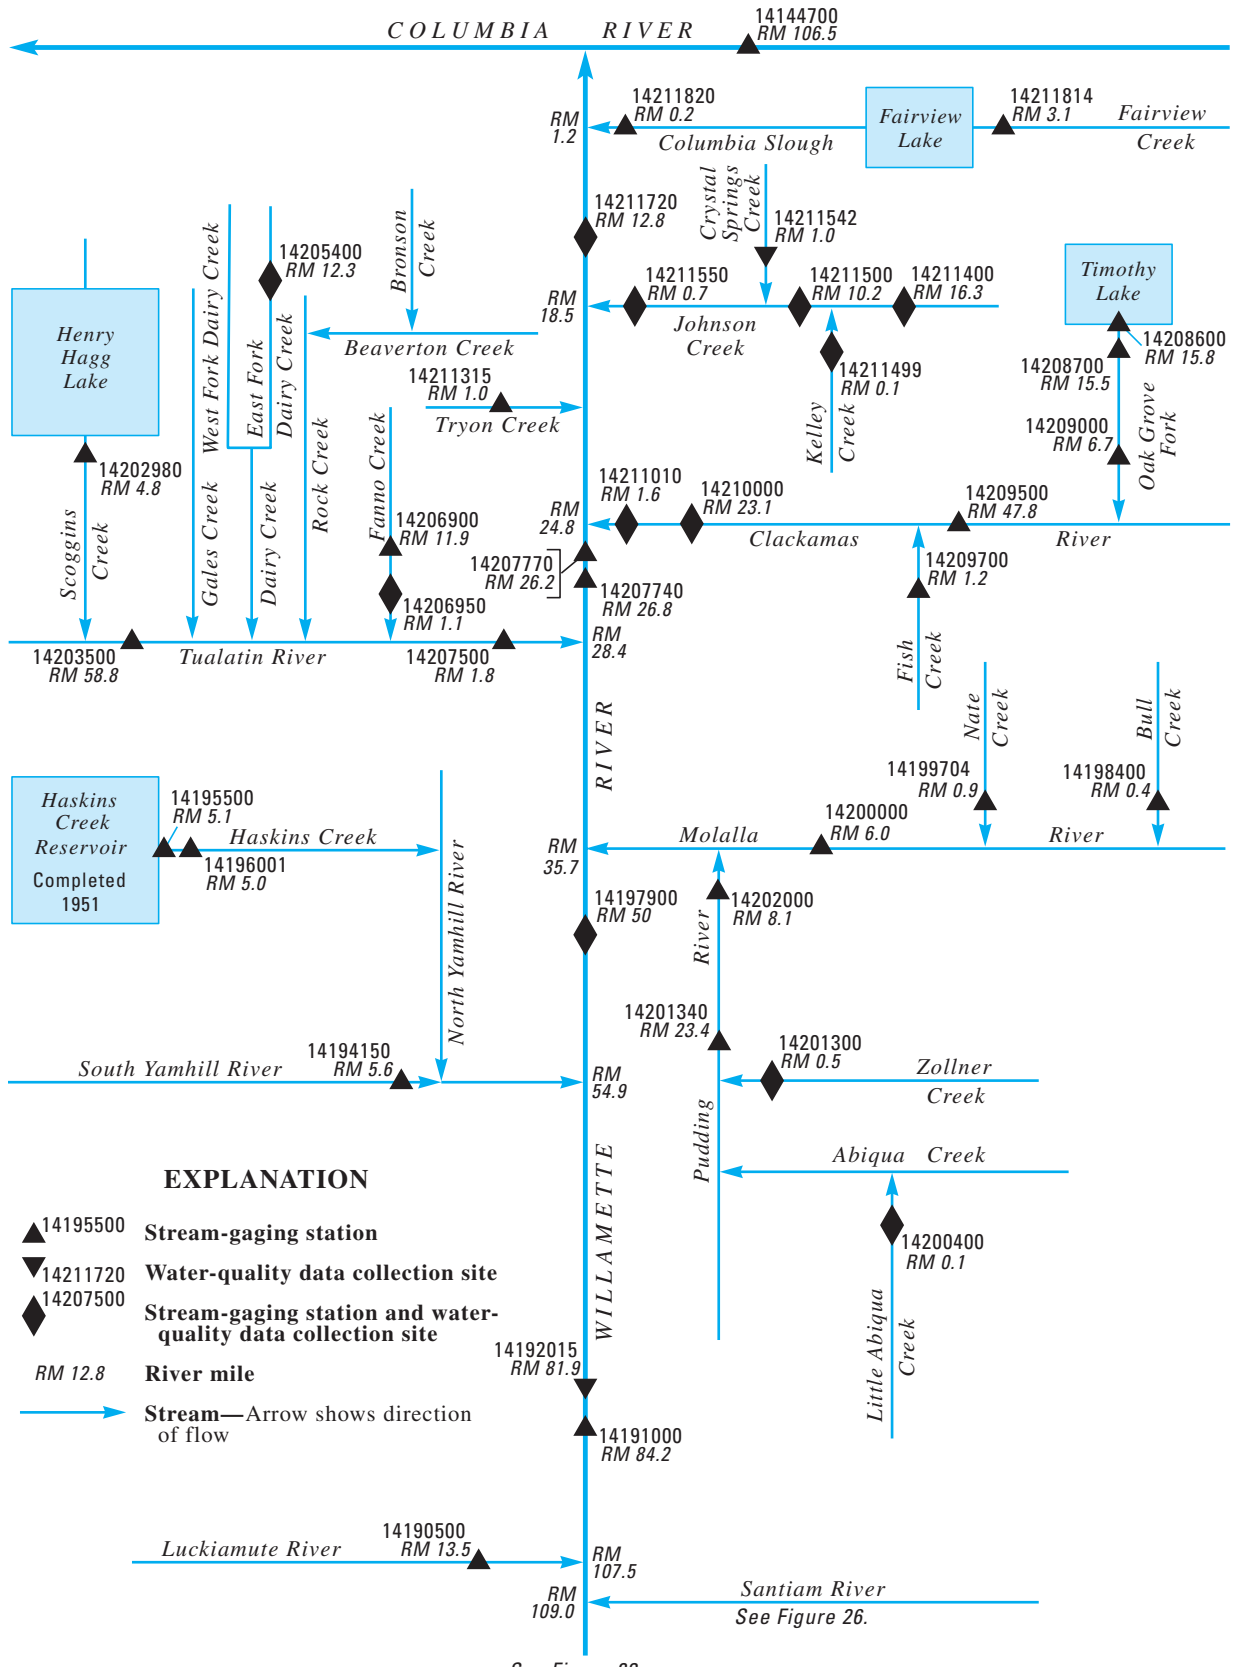 COLUMBIA RIVER
14144700
RM 106.5
14211820
RM 0.2
Columbia Slough
Fairview
Lake
14211814
RM 3.1
Fairview
Creek
RM
1.2
14211720
RM 12.8
Crystal
Springs
Creek
14211542
RM 1.0
Bronson
Creek
14205400
RM 12.3
West Fork Dairy Creek
East Fork
Dairy Creek
Henry
Hagg
Lake
14211550
RM 0.7
14211500
RM 10.2
14211400
RM 16.3
Timothy
Lake
RM
18.5
Johnson
Creek
Beaverton Creek
14208600
RM 15.8
14208700
RM 15.5
14211499
RM 0.1
14211315
RM 1.0
Tryon Creek
Kelley
Creek
14209000
RM 6.7
Oak Grove
Fork
14202980
RM 4.8
Scoggins
Creek
Gales Creek
Dairy Creek
Rock Creek
Fanno Creek
14206900
RM 11.9
14211010
RM 1.6
14210000
RM 23.1
14209500
RM 47.8
RM
24.8
Clackamas River
14207770
RM 26.2
14207740
RM 26.8
14209700
RM 1.2
14206950
RM 1.1
14203500
RM 58.8
Tualatin River
14207500
RM 1.8
RM
28.4
Fish
Creek
Nate
Creek
Bull
Creek
RIVER
Haskins
Creek
Reservoir
Completed
1951
14195500
RM 5.1
Haskins Creek
14196001
RM 5.0
North Yamhill River
14199704
RM 0.9
14198400
RM 0.4
14200000
RM 6.0
Molalla River
RM
35.7
14197900
RM 50
14202000
RM 8.1
River
14201340
RM 23.4
14201300
RM 0.5
Zollner
Creek
South Yamhill River
14194150
RM 5.6
RM
54.9
Pudding
Abiqua Creek
WILLAMETTE
14200400
RM 0.1
Little Abiqua
Creek
EXPLANATION
14195500 Stream-gaging station
14211720 Water-quality data collection site
14207500 Stream-gaging station and water-
quality data collection site
RM 12.8 River mile
Stream—Arrow shows direction
of flow
14192015
RM 81.9
14191000
RM 84.2
14190500
RM 13.5
Luckiamute River
RM
107.5
RM
109.0
Santiam River
See Figure 26.